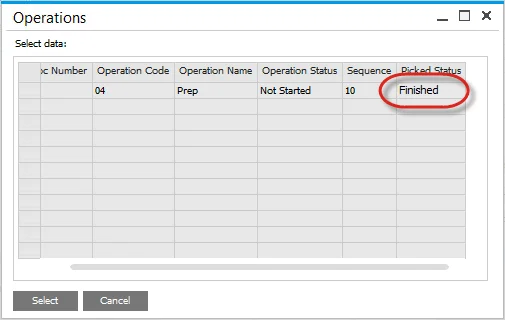 Operations
Select data:
oc Number Operation Code Operation Name Operation Status Sequence Picked Status
04 Prep Not Started 10 Finished
Select Cancel